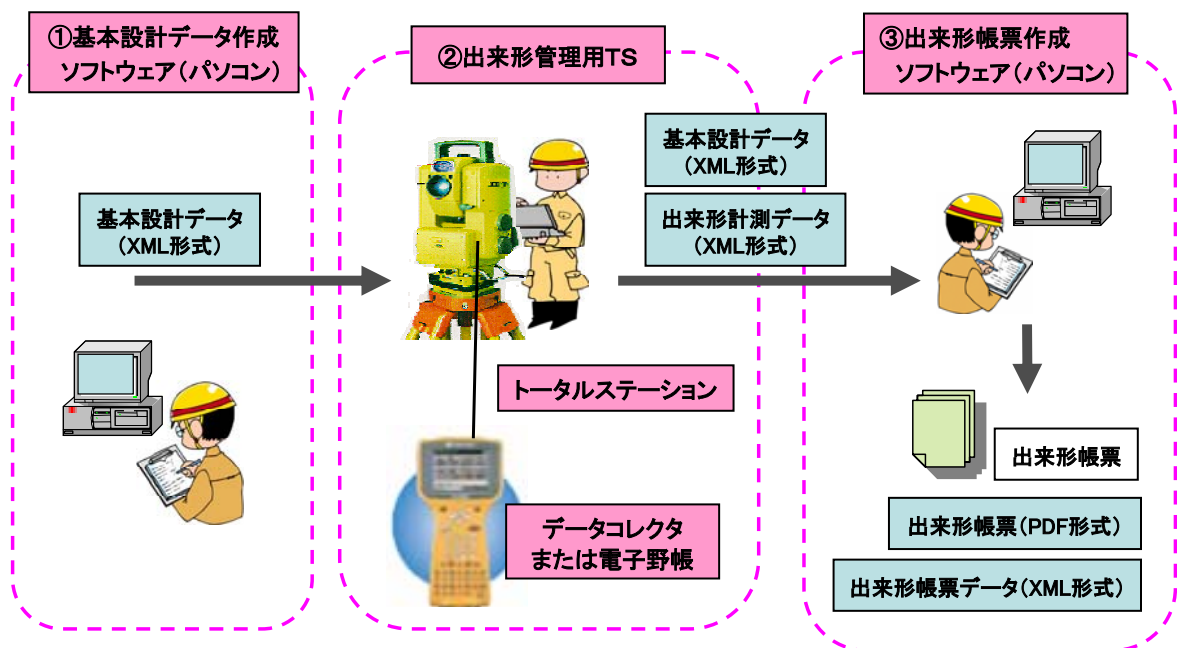 ①基本設計データ作成
ソフトウェア(パソコン)
基本設計データ
(XML形式)
②出来形管理用TS
基本設計データ
(XML形式)
出来形計測データ
(XML形式)
トータルステーション
データコレクタ
または電子野帳
③出来形帳票作成
ソフトウェア(パソコン)
出来形帳票
出来形帳票(PDF形式)
出来形帳票データ(XML形式)